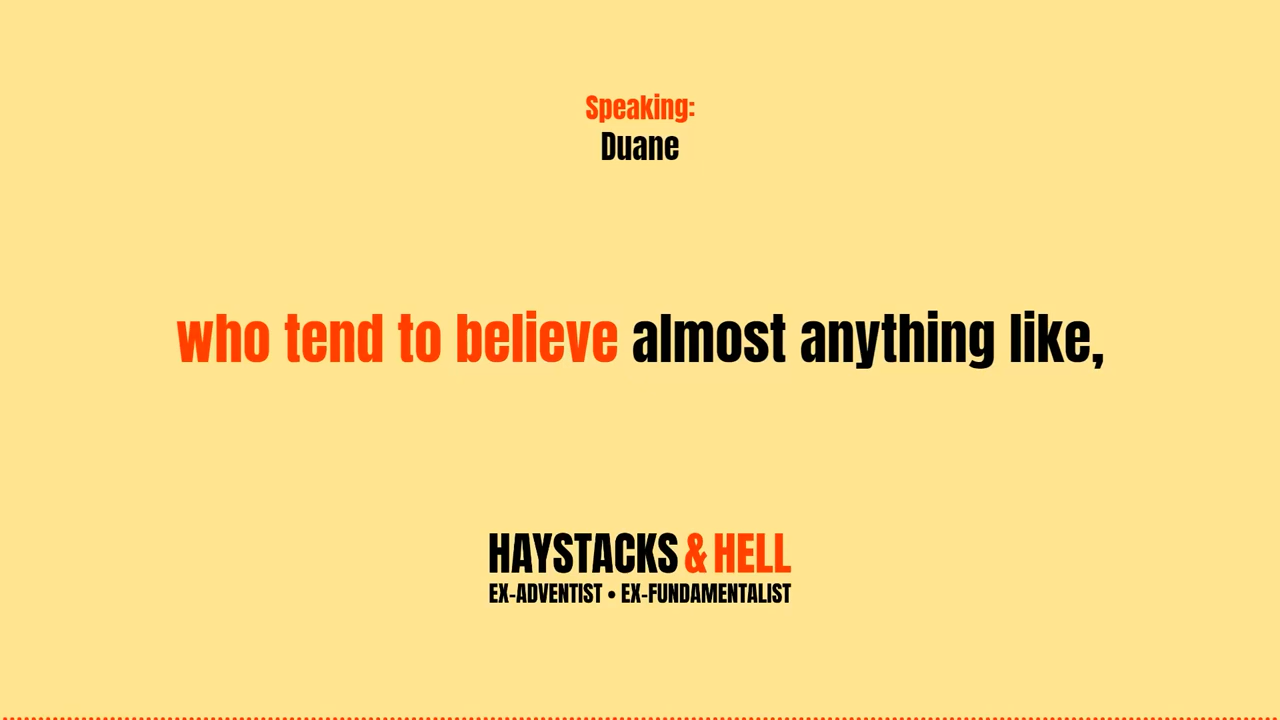 Speaking:
Duane
who tend to believe almost anything like,
HAYSTACKS & HELL
EX-ADVENTIST • EX-FUNDAMENTALIST